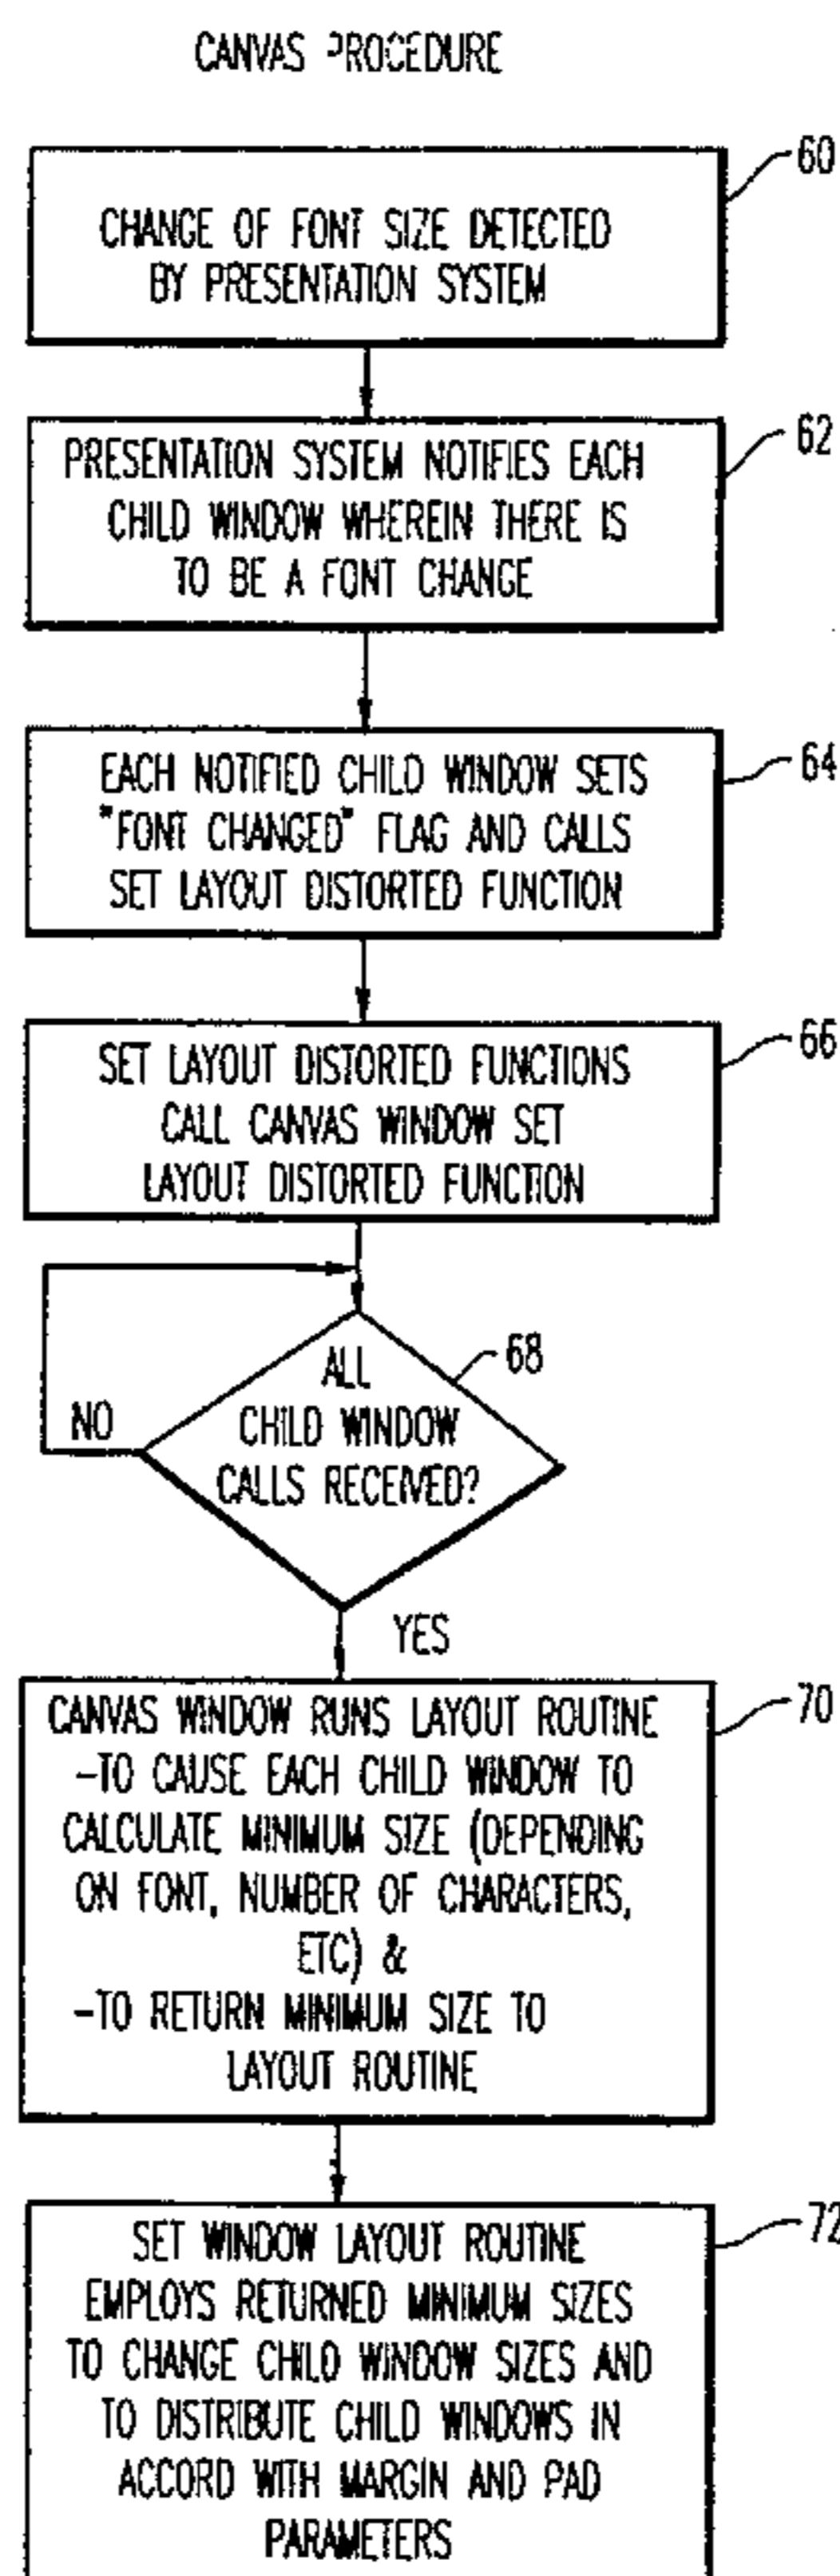 CANVAS PROCEDURE
60
CHANGE OF FONT SIZE DETECTED
BY PRESENTATION SYSTEM
62
PRESENTATION SYSTEM NOTIFIES EACH
CHILD WINDOW WHEREIN THERE IS
TO BE A FONT CHANGE
64
EACH NOTIFIED CHILD WINDOW SETS
"FONT CHANGED" FLAG AND CALLS
SET LAYOUT DISTORTED FUNCTION
66
SET LAYOUT DISTORTED FUNCTIONS
CALL CANVAS WINDOW SET
LAYOUT DISTORTED FUNCTION
68
ALL
CHILD WINDOW
CALLS RECEIVED?
NO
YES
70
CANVAS WINDOW RUNS LAYOUT ROUTINE
-TO CAUSE EACH CHILD WINDOW TO
CALCULATE MINIMUM SIZE (DEPENDING
ON FONT, NUMBER OF CHARACTERS,
ETC) &
-TO RETURN MINIMUM SIZE TO
LAYOUT ROUTINE
72
SET WINDOW LAYOUT ROUTINE
EMPLOYS RETURNED MINIMUM SIZES
TO CHANGE CHILD WINDOW SIZES AND
TO DISTRIBUTE CHILD WINDOWS IN
ACCORD WITH MARGIN AND PAD
PARAMETERS